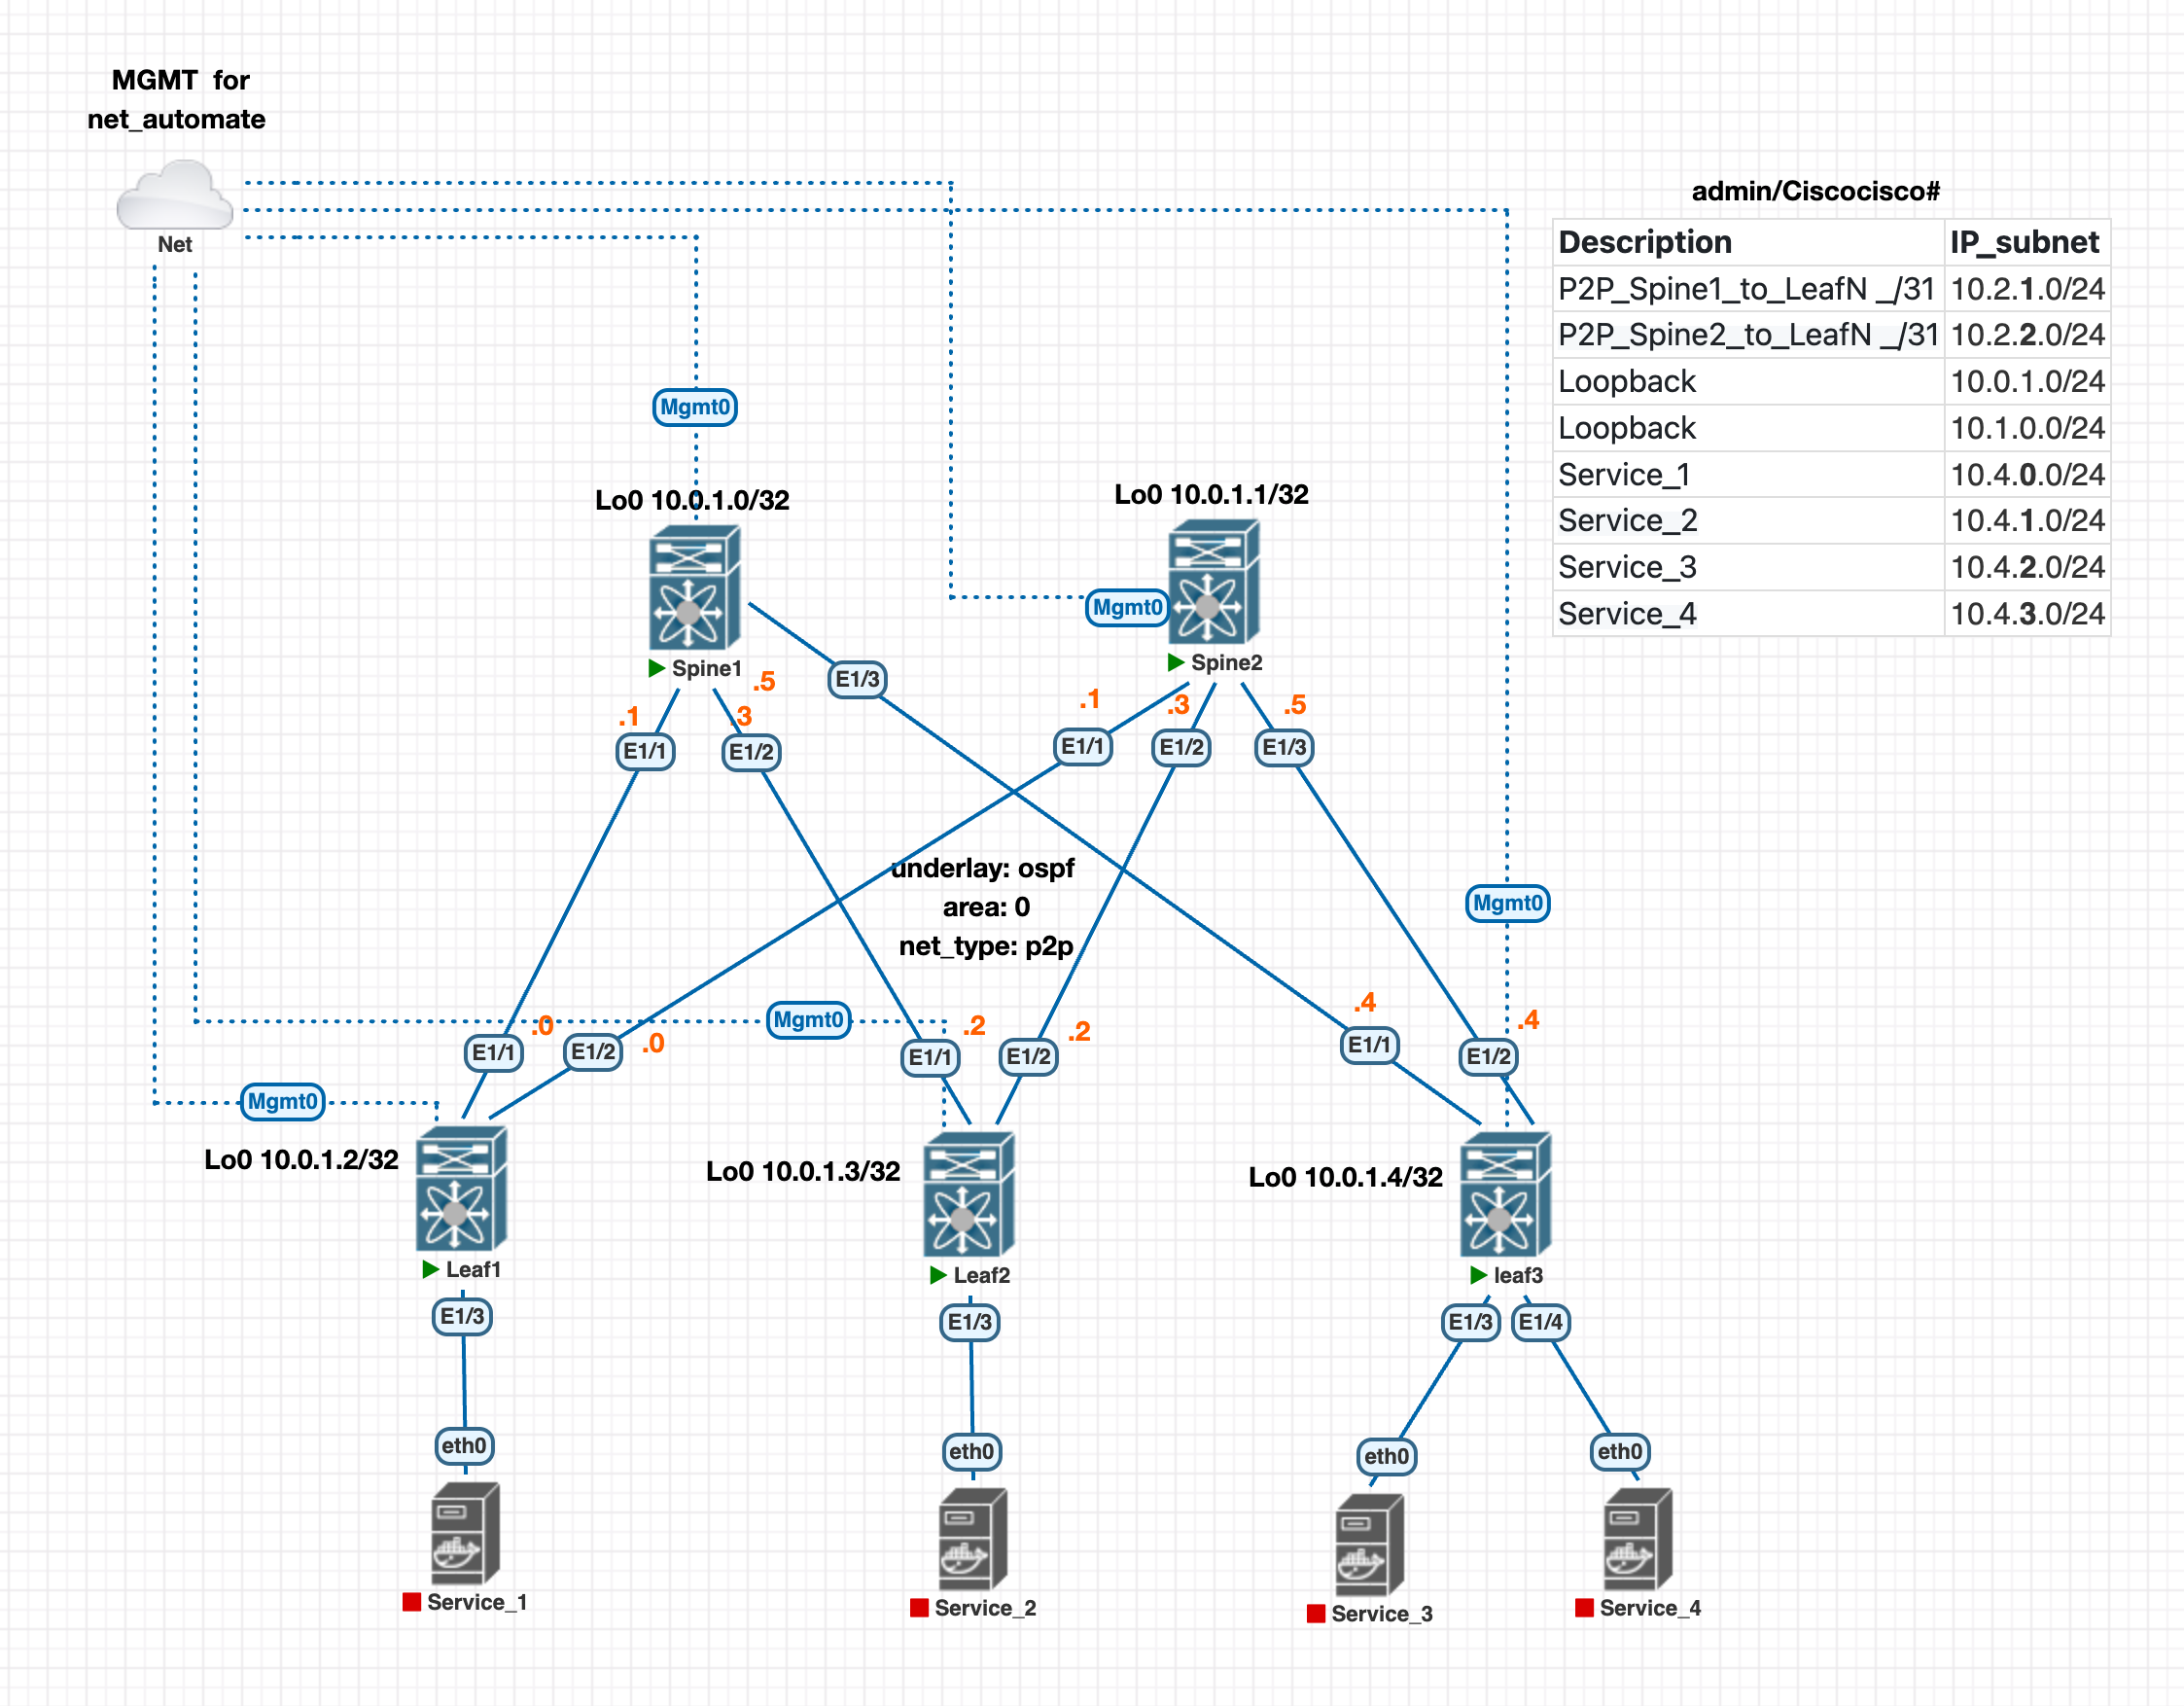 MGMT for
net_automate
Net
admin/Ciscocisco#
Description IP_subnet
P2P_Spine1_to_LeafN _/31 10.2.1.0/24
P2P_Spine2_to_LeafN _/31 10.2.2.0/24
Loopback 10.0.1.0/24
Loopback 10.1.0.0/24
Service_1 10.4.0.0/24
Service_2 10.4.1.0/24
Service_3 10.4.2.0/24
Service_4 10.4.3.0/24
Mgmt0
Lo0 10.0.1.0/32
Lo0 10.0.1.1/32
Mgmt0
Spine1
Spine2
.5
E1/3
.1
.3
.1
.3
.5
E1/1
E1/2
E1/1
E1/2
E1/3
underlay: ospf
area: 0
net_type: p2p
Mgmt0
Mgmt0
.0
.0
.2
.2
.4
.4
E1/1
E1/2
E1/1
E1/2
E1/1
E1/2
Mgmt0
Lo0 10.0.1.2/32
Lo0 10.0.1.3/32
Lo0 10.0.1.4/32
Leaf1
Leaf2
leaf3
E1/3
E1/3
E1/3
E1/4
eth0
eth0
eth0
eth0
Service_1
Service_2
Service_3
Service_4